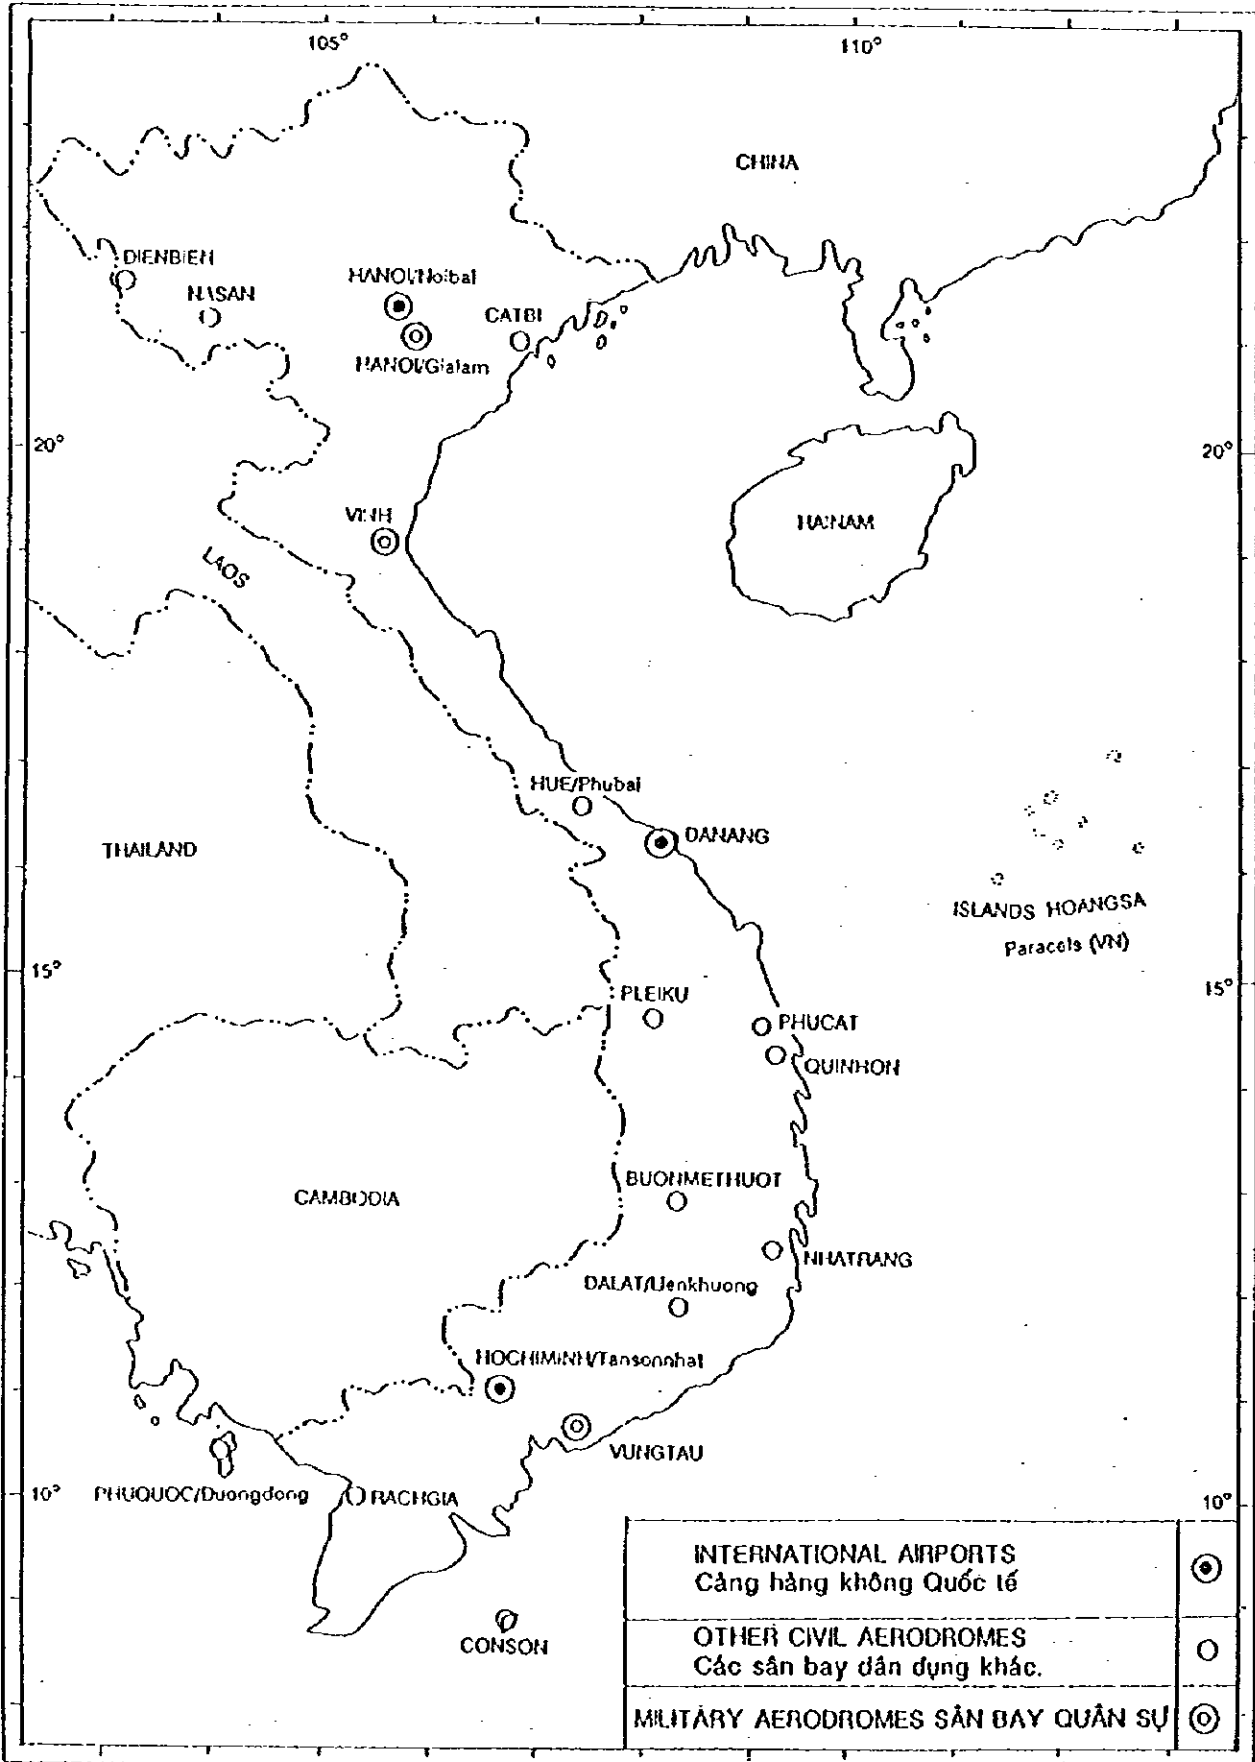 105°
110°
CHINA
DIENBIEN
NASAN
HANOI/Noibai
CATBI
HANOI/Gialam
20°
20°
VINH
HAINAM
LAOS
HUE/Phubai
DANANG
THAILAND
ISLANDS HOANGSA
Paracels (VN)
15°
15°
PLEIKU
PHUCAT
QUINHON
BUONMETHUOT
CAMBODIA
NHATRANG
DALAT/Lienkhuong
HOCHIMINH/Tansonnhat
VUNGTAU
PHUQUOC/Duongdong
RACHGIA
10°
10°
CONSON
INTERNATIONAL AIRPORTS
Cảng hàng không Quốc tế
OTHER CIVIL AERODROMES
Các sân bay dân dụng khác.
MILITARY AERODROMES SÂN BAY QUÂN SỰ